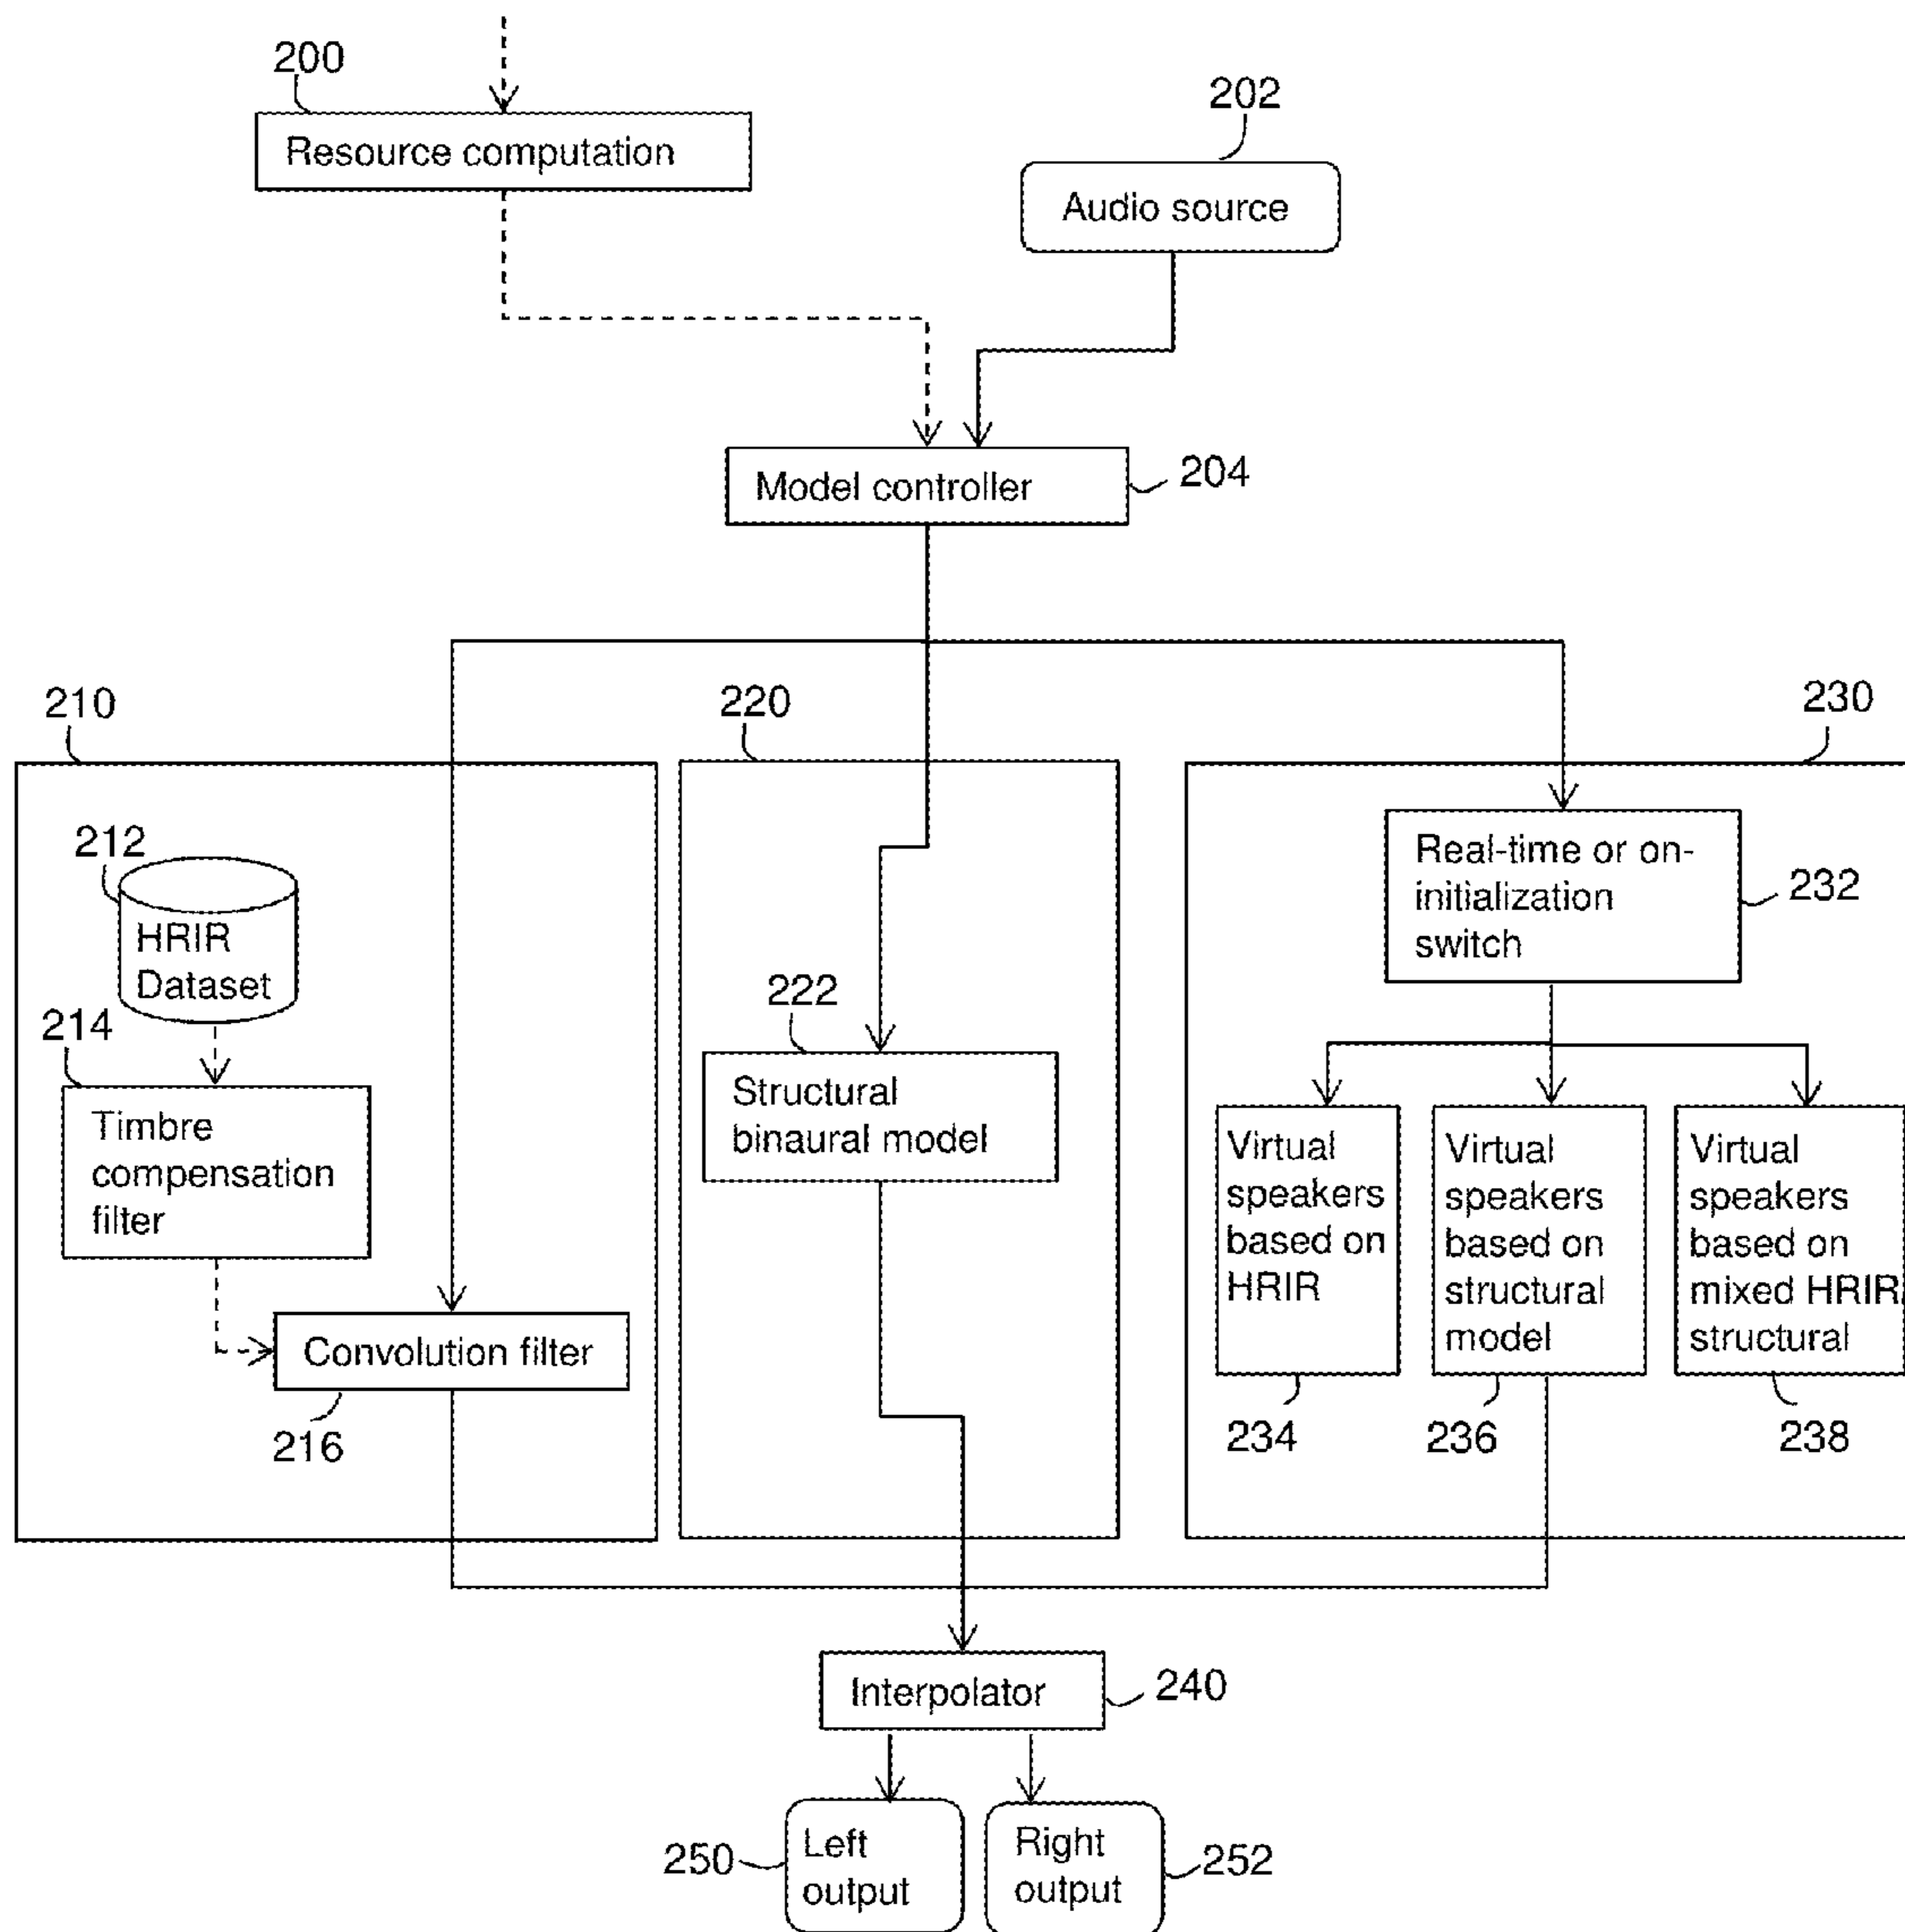 200
Resource computation
202
Audio source
Model controller
204
210
220
230
212
HRIR
Dataset
214
Timbre
compensation
filter
Convolution filter
216
222
Structural
binaural model
Real-time or on-
initialization
switch
232
Virtual
speakers
based on
HRIR
234
Virtual
speakers
based on
structural
model
236
Virtual
speakers
based on
mixed HRIR/
structural
238
Interpolator
240
250
Left
output
Right
output
252